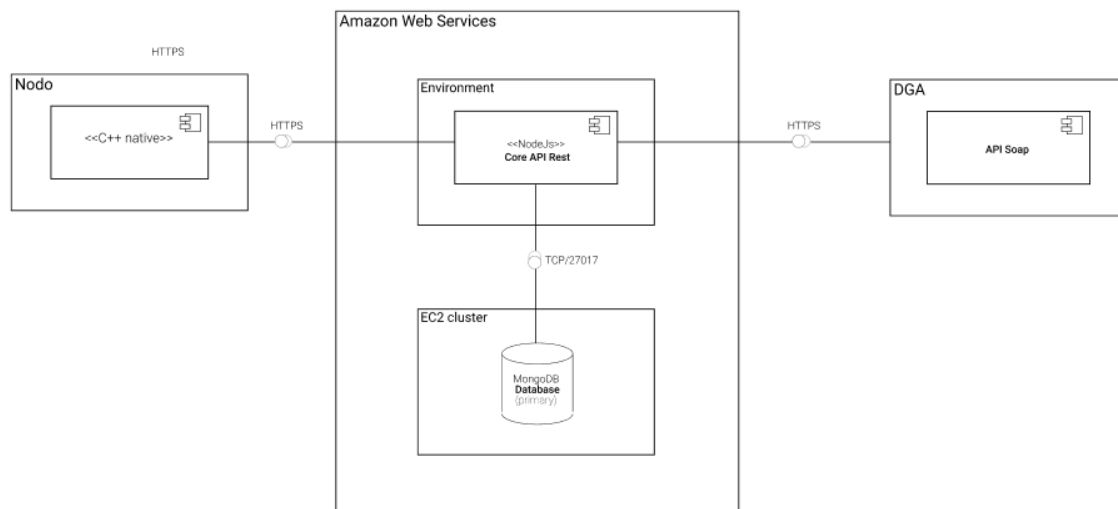 Amazon Web Services
HTTPS
Nodo
<<C++ native>>
HTTPS
Environment
<<NodeJs>>
Core API Rest
HTTPS
DGA
API Soap
TCP/27017
EC2 cluster
MongoDB
Database
{primary}